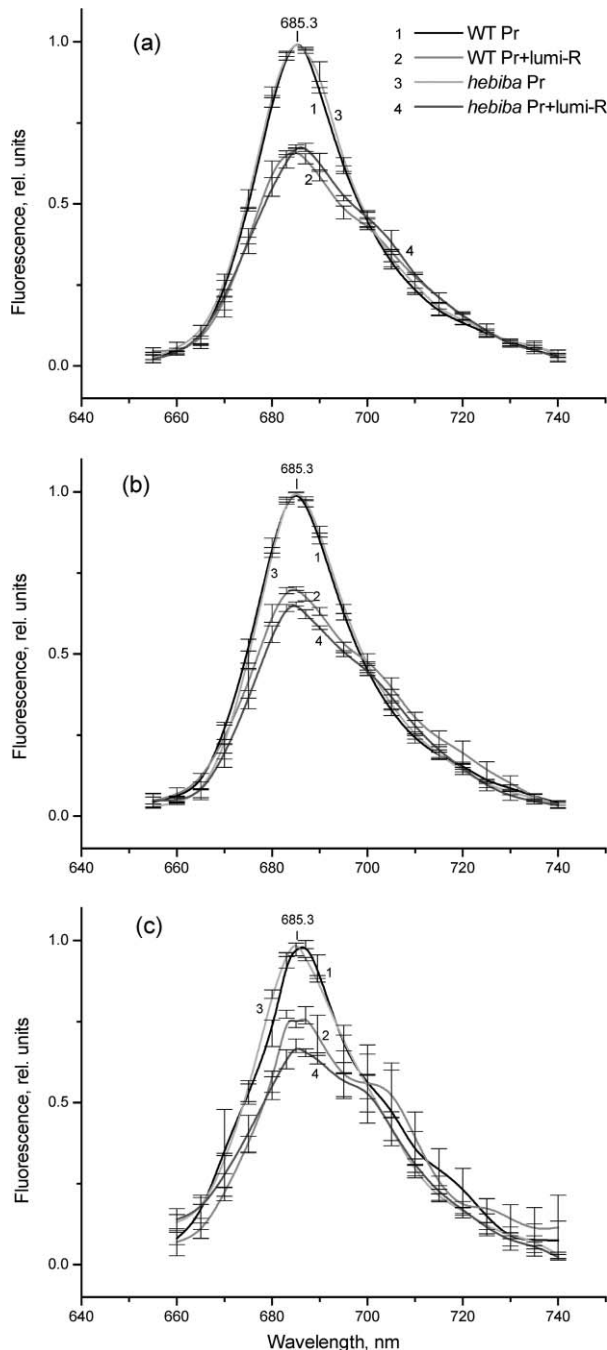 685.3
(a)
1 WT Pr
2 WT Pr+lumi-R
3 hebiba Pr
4 hebiba Pr+lumi-R
1.0
1
3
Fluorescence, rel. units
0.5
2
4
0.0
640 660 680 700 720 740
685.3
(b)
1.0
1
3
Fluorescence, rel. units
2
0.5
4
0.0
640 660 680 700 720 740
685.3
(c)
1.0
1
3
Fluorescence, rel. units
2
4
0.5
0.0
640 660 680 700 720 740
Wavelength, nm